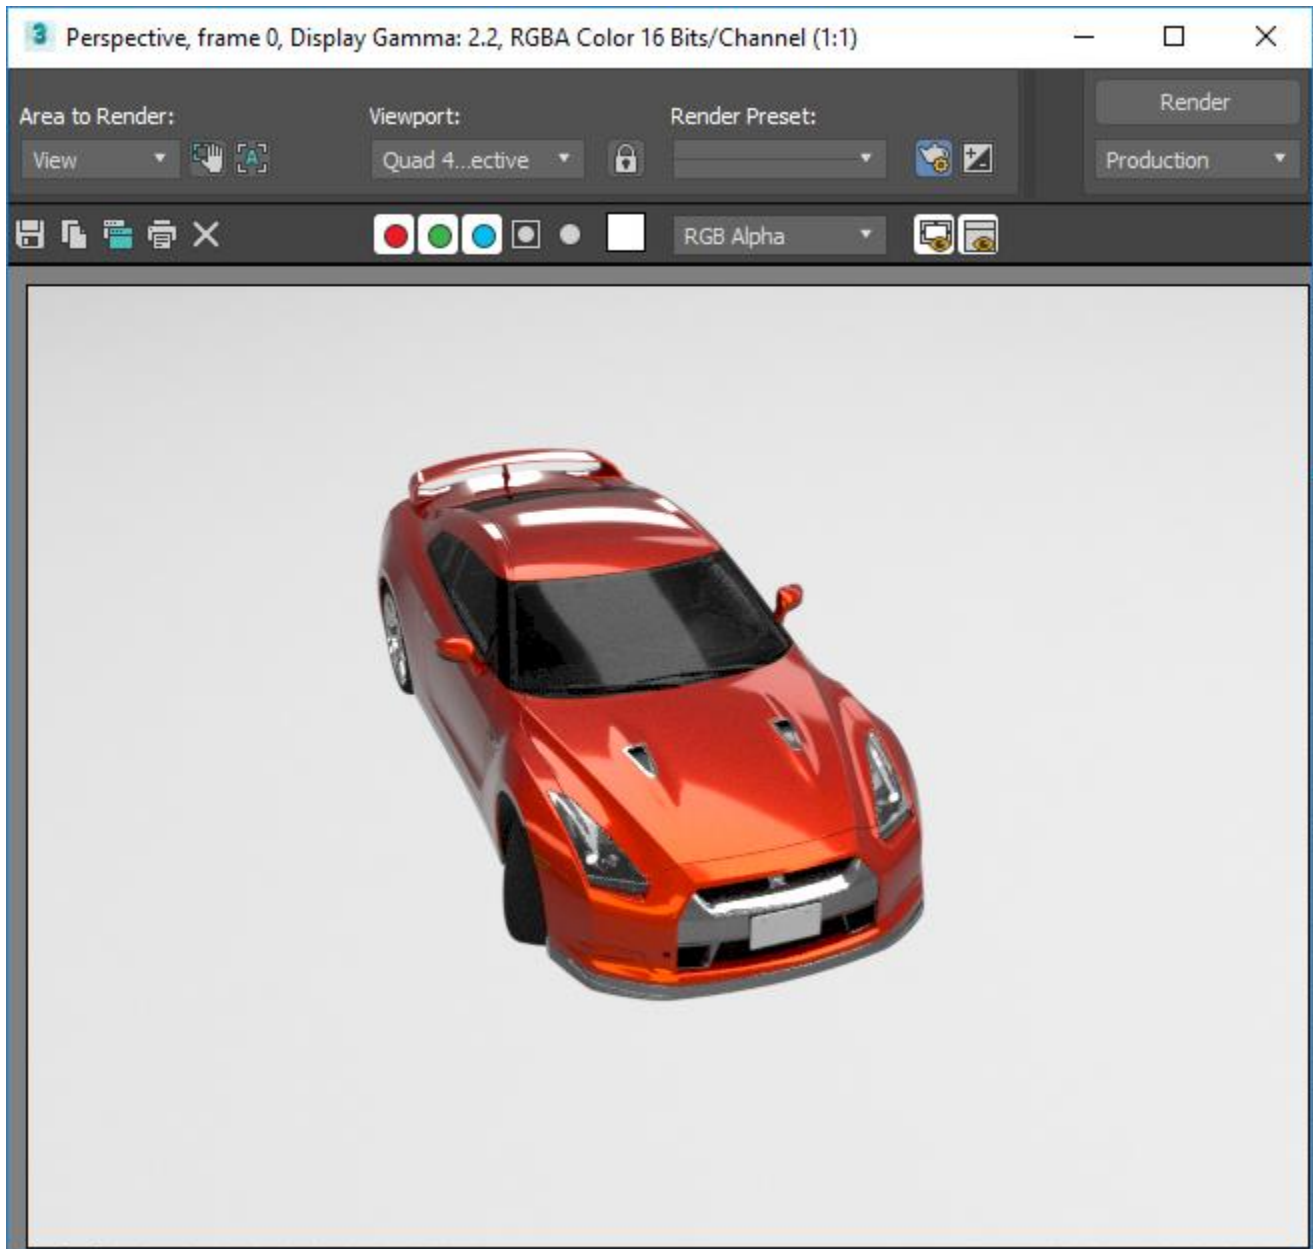 3 Perspective, frame 0, Display Gamma: 2.2, RGBA Color 16 Bits/Channel (1:1)
Area to Render:
Viewport:
Render Preset:
Render
View
A
Quad 4...ective
Production
RGB Alpha